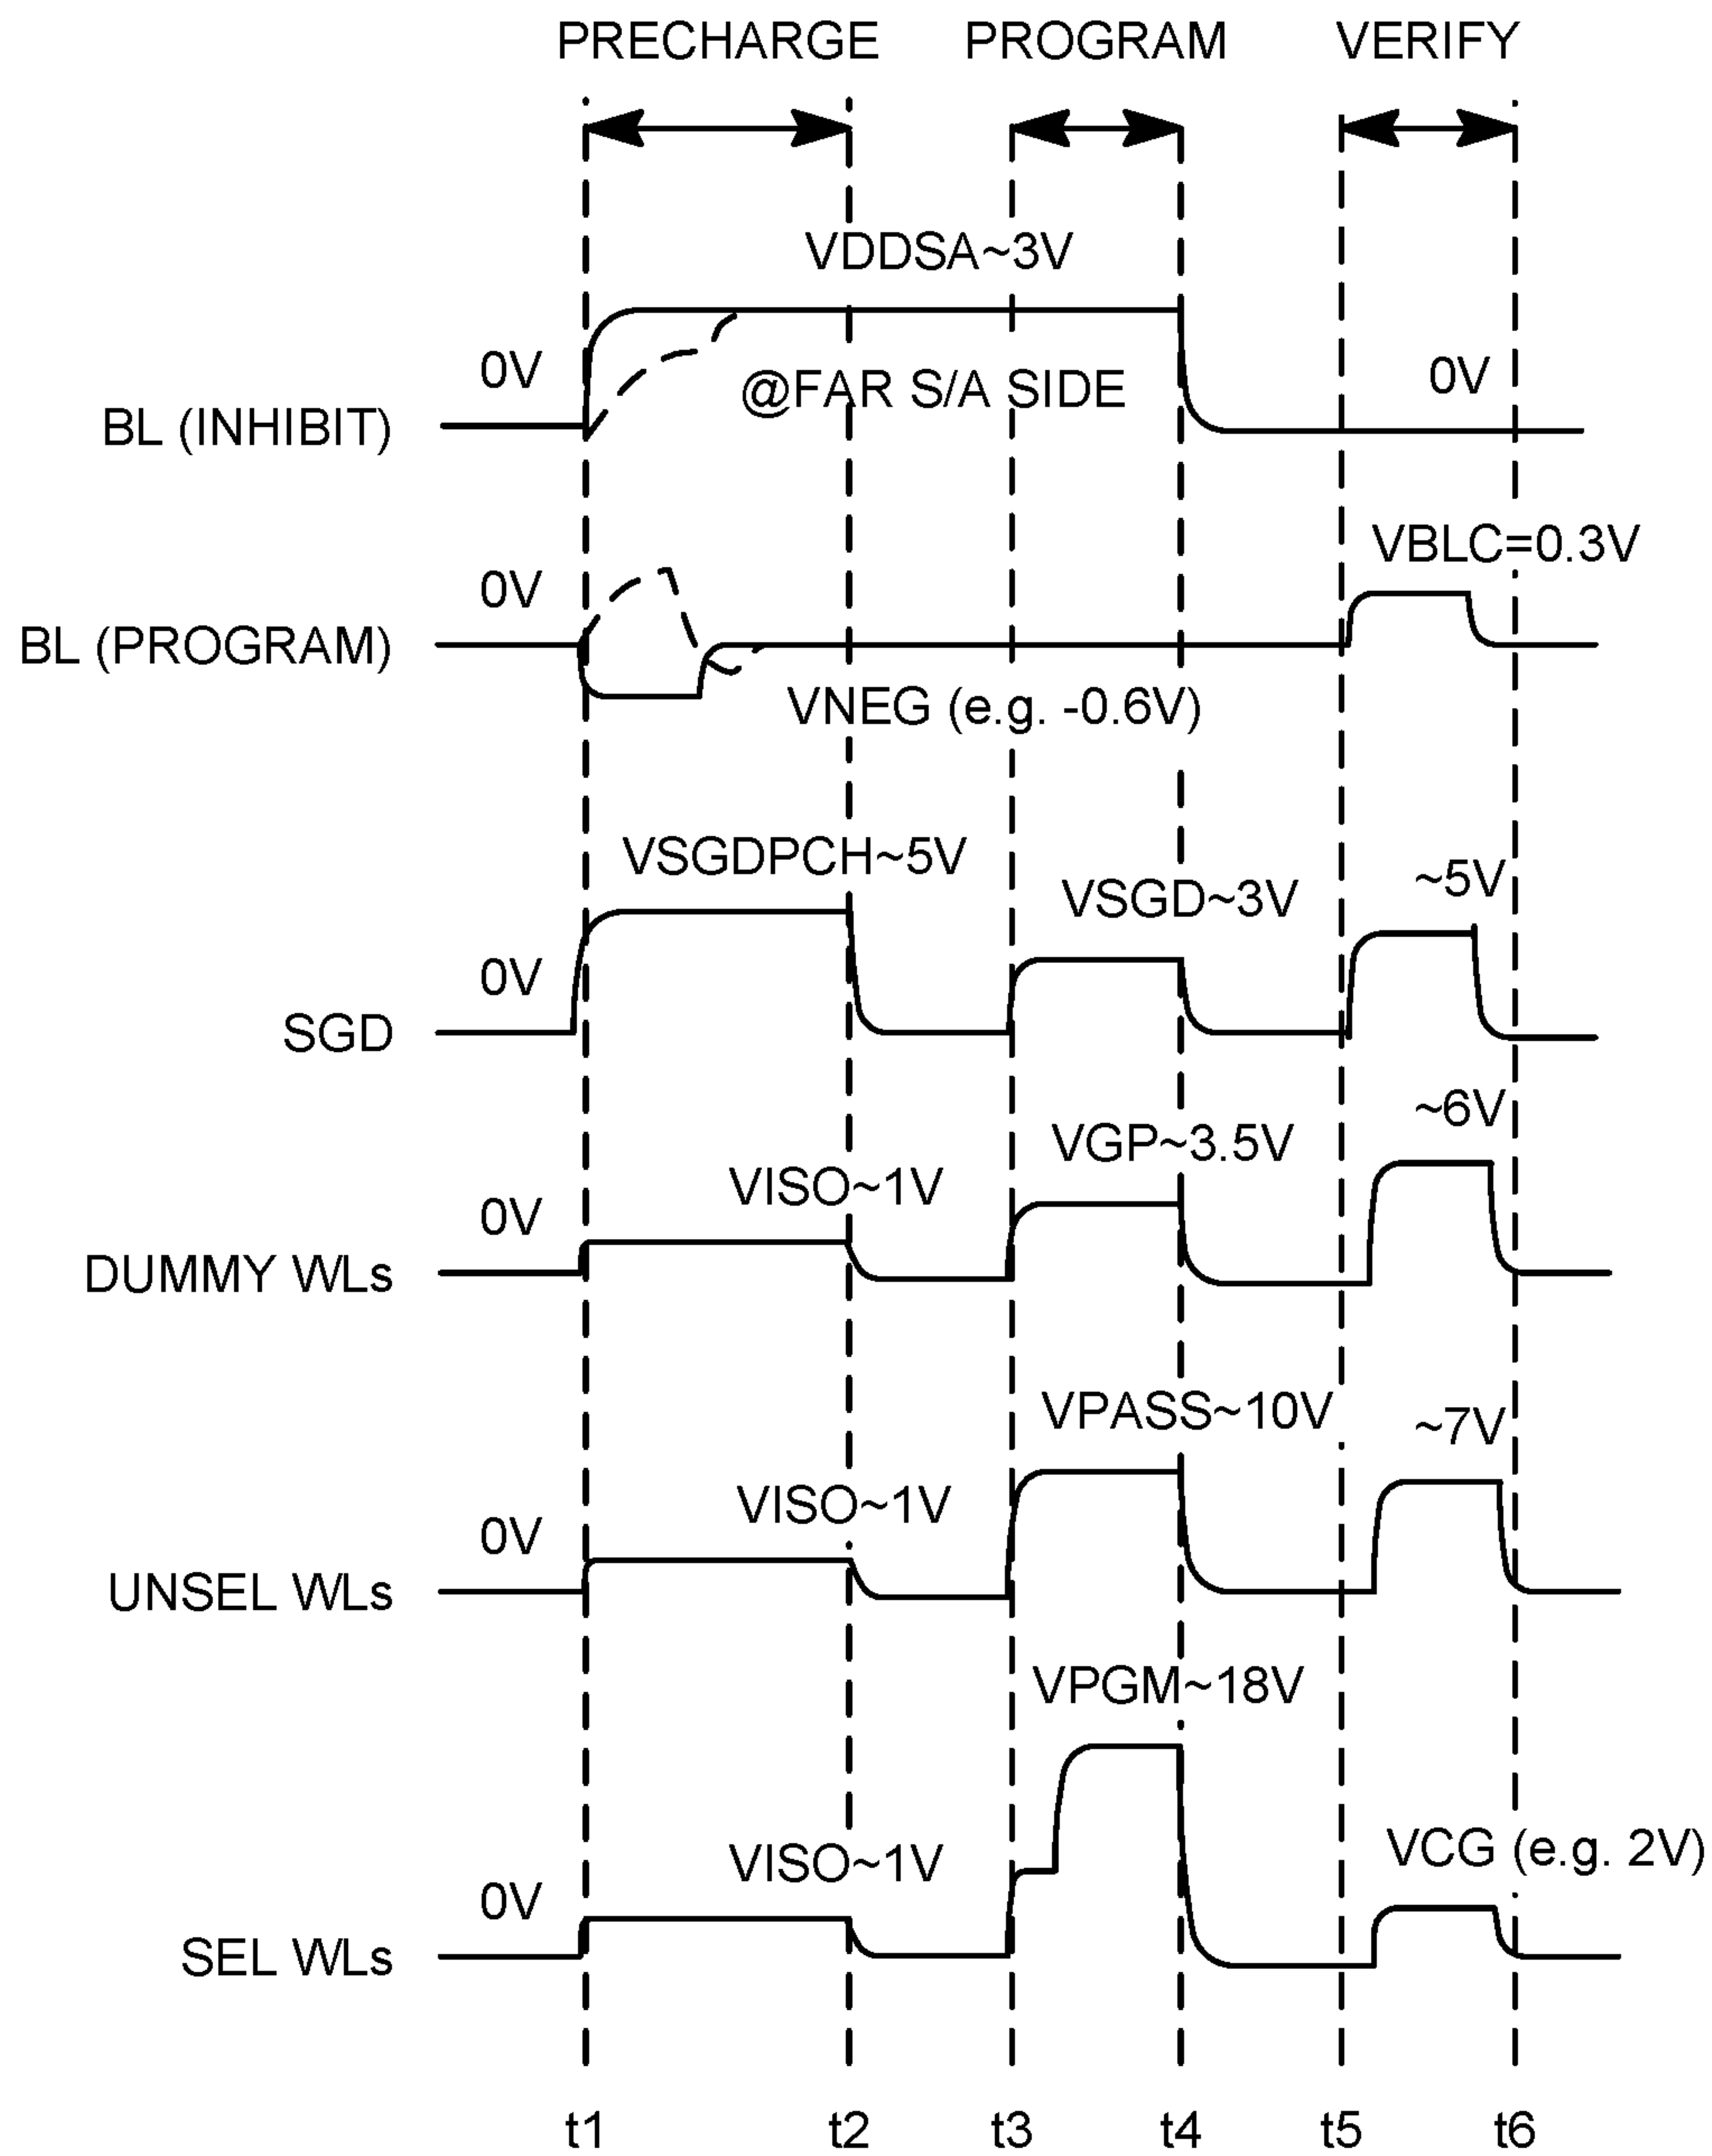 PRECHARGE PROGRAM VERIFY
VDDSA~3V
0V
@FAR S/A SIDE
0V
BL (INHIBIT)
VBLC=0.3V
0V
BL (PROGRAM)
VNEG (e.g. -0.6V)
VSGDPCH~5V
VSGD~3V
~5V
0V
SGD
~6V
VGP~3.5V
VISO~1V
0V
DUMMY WLs
VPASS~10V
~7V
VISO~1V
0V
UNSEL WLs
VPGM~18V
VCG (e.g. 2V)
VISO~1V
0V
SEL WLs
t1 t2 t3 t4 t5 t6